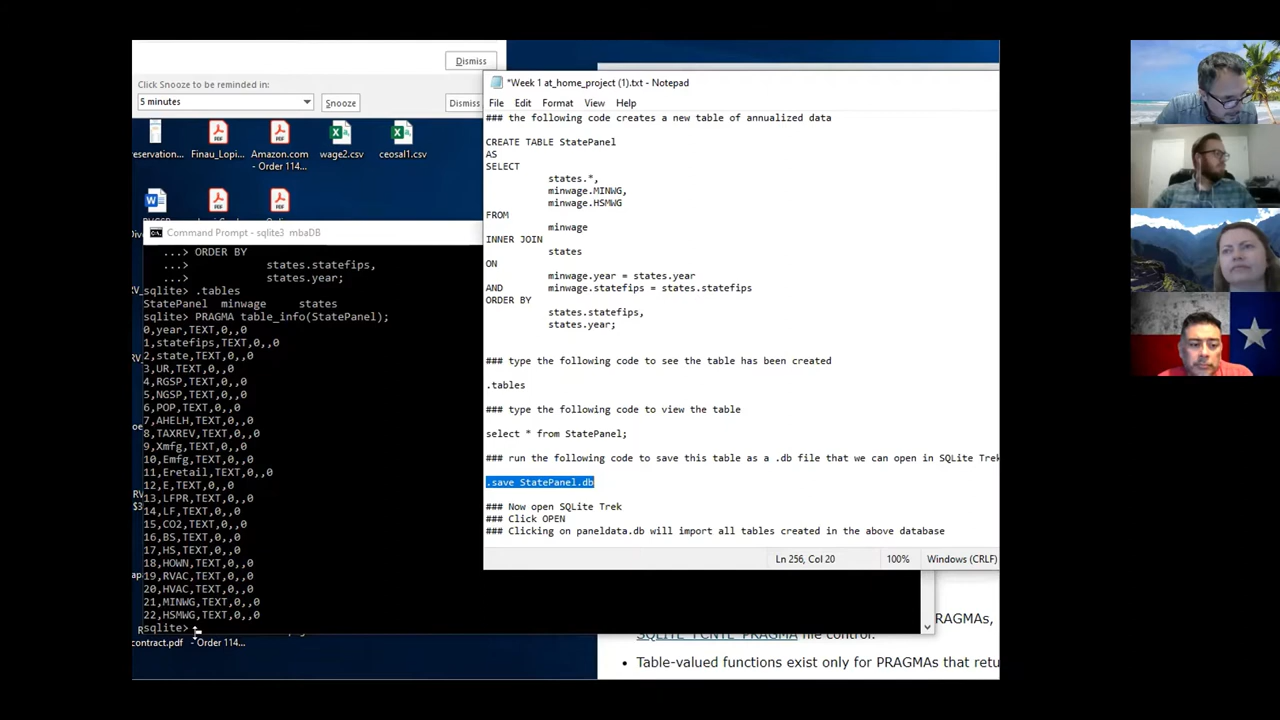 Dismiss
Click Snooze to be reminded in:
5 minutes
Snooze
Dismiss
eservation...
Finau_Lopi...
Amazon.com
- Order 114...
wage2.csv
ceosal1.csv
Command Prompt - sqlite3 mbaDB
...> ORDER BY
...> states.statefips,
...> states.year;
sqlite> .tables
StatePanel minwage states
sqlite> PRAGMA table_info(StatePanel);
0,year,TEXT,0,,0
1,statefips,TEXT,0,,0
2,state,TEXT,0,,0
3,UR,TEXT,0,,0
4,RGSP,TEXT,0,,0
5,NGSP,TEXT,0,,0
6,POP,TEXT,0,,0
7,AHELH,TEXT,0,,0
8,TAXREV,TEXT,0,,0
9,Xmfg,TEXT,0,,0
10,Emfg,TEXT,0,,0
11,Eretail,TEXT,0,,0
12,E,TEXT,0,,0
13,LFPR,TEXT,0,,0
14,LF,TEXT,0,,0
15,CO2,TEXT,0,,0
16,BS,TEXT,0,,0
17,HS,TEXT,0,,0
18,HOWN,TEXT,0,,0
19,RVAC,TEXT,0,,0
20,HVAC,TEXT,0,,0
21,MINWG,TEXT,0,,0
22,HSMWG,TEXT,0,,0
sqlite>
contract.pdf
- Order 114...
*Week 1 at_home_project (1).txt - Notepad
File Edit Format View Help
### the following code creates a new table of annualized data
CREATE TABLE StatePanel
AS
SELECT
states.*,
minwage.MINWG,
minwage.HSMWG
FROM
minwage
INNER JOIN
states
ON
minwage.year = states.year
AND minwage.statefips = states.statefips
ORDER BY
states.statefips,
states.year;
### type the following code to see the table has been created
.tables
### type the following code to view the table
select * from StatePanel;
### run the following code to save this table as a .db file that we can open in SQLite Trek
.save StatePanel.db
### Now open SQLite Trek
### Click OPEN
### Clicking on paneldata.db will import all tables created in the above database
Ln 256, Col 20 100% Windows (CRLF)
RAGMAs,
SQLITE_FCNTL_PRAGMA file control.
• Table-valued functions exist only for PRAGMAs that retu